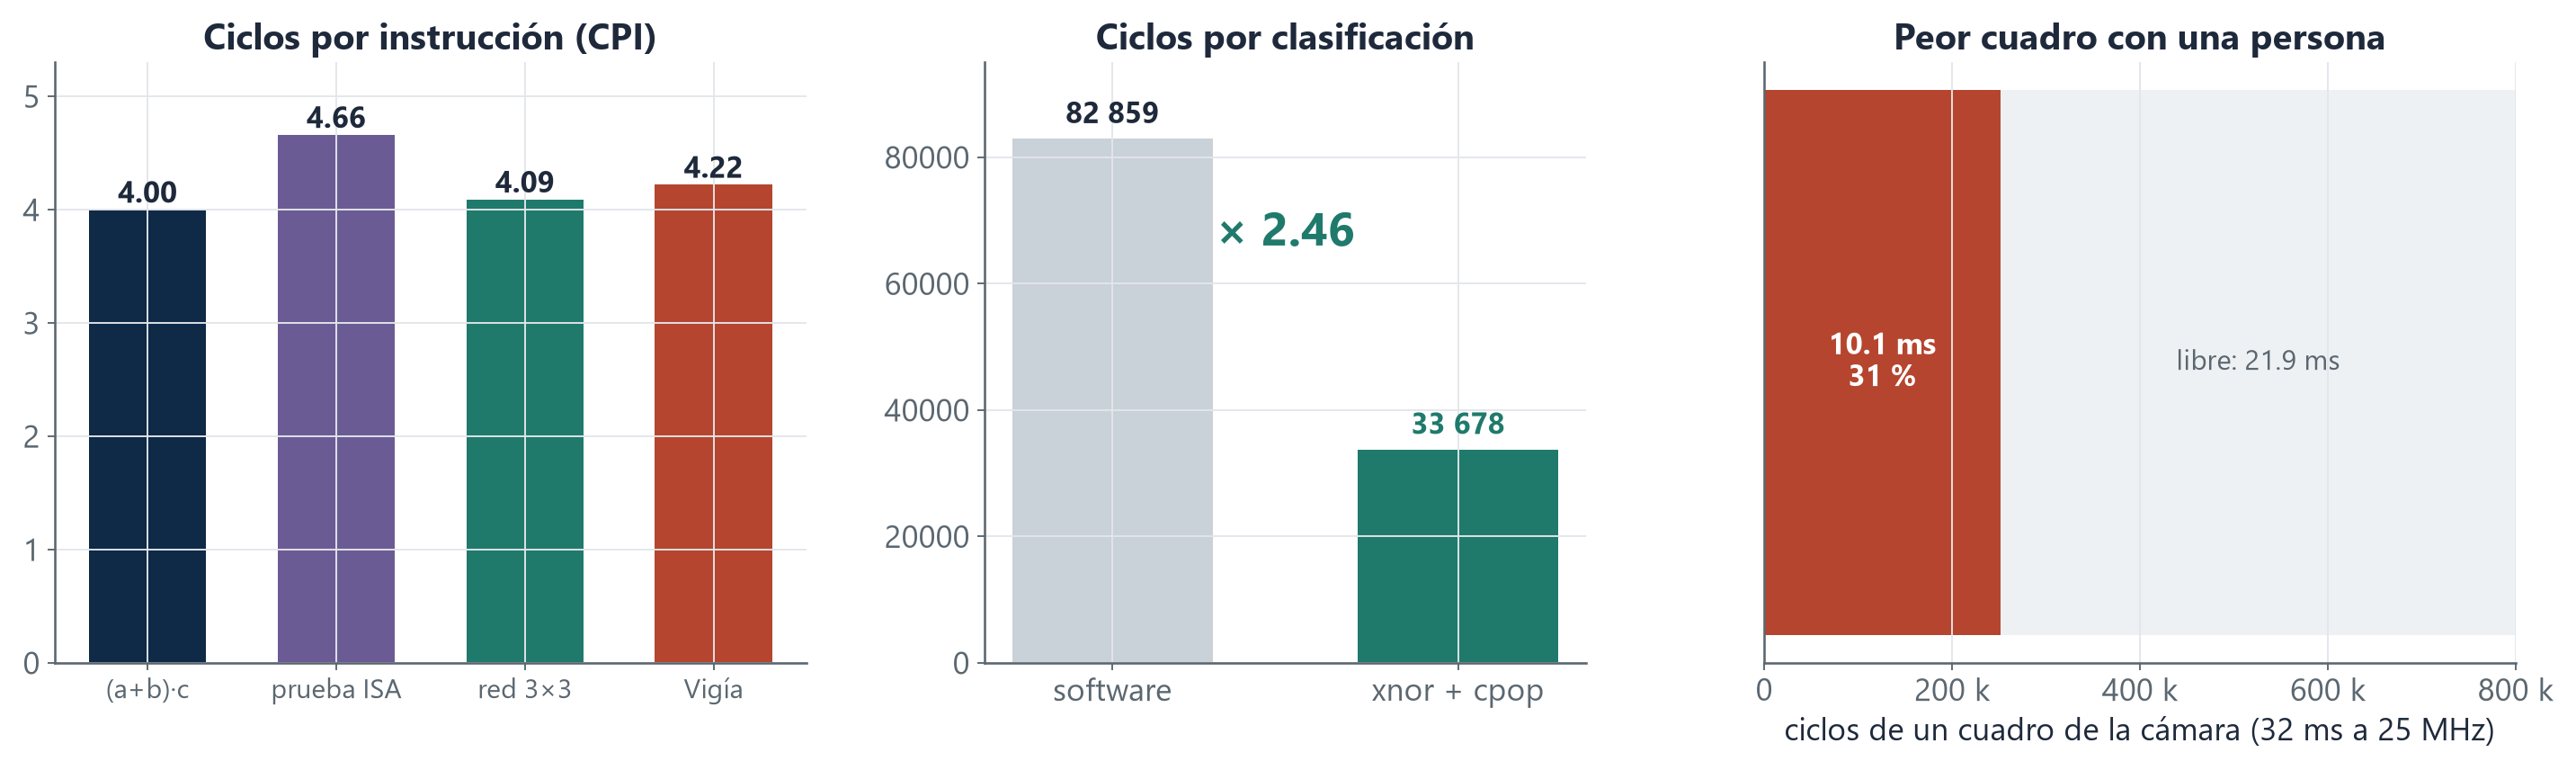 Ciclos por instrucción (CPI)
5
4
3
2
1
0
4.00
4.66
4.09
4.22
(a+b)·c
prueba ISA
red 3×3
Vigía
Ciclos por clasificación
80000
60000
40000
20000
0
82 859
× 2.46
33 678
software
xnor + cpop
Peor cuadro con una persona
10.1 ms
31 %
libre: 21.9 ms
0
200 k
400 k
600 k
800 k
ciclos de un cuadro de la cámara (32 ms a 25 MHz)